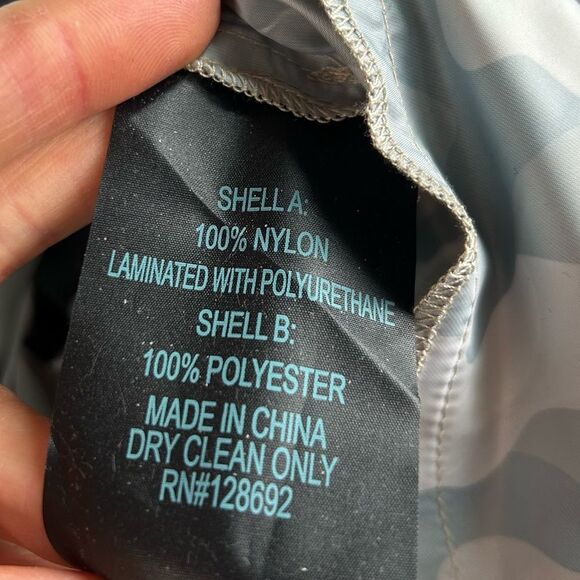 SHELL A:
100% NYLON
LAMINATED WITH POLYURETHANE
SHELL B:
100% POLYESTER
MADE IN CHINA
DRY CLEAN ONLY
RN#128692